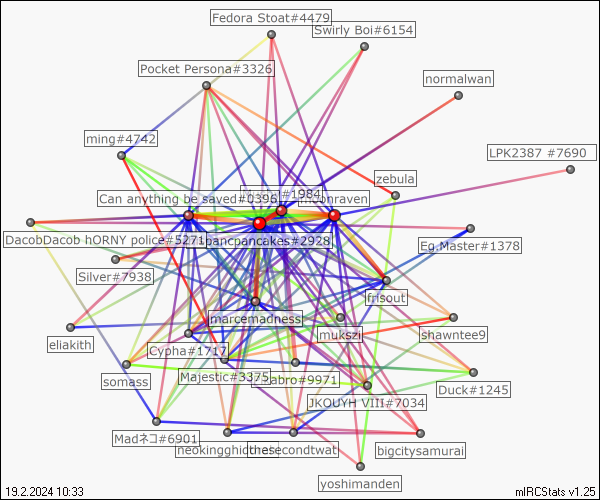 Fedora Stoat#4479
Swirly Boi#6154
Pocket Persona#3326
normalwan
ming#4742
LPK2387 #7690
zebula
Can anything be saved#0396
#1984
onraven
DacobDacob hORNY police#5271
pancpancakes#2928
Eg.Master#1378
Silver#7938
frisout
marcemadness
mukszi
shawntee9
eliakith
Cypha#1717
Majestic#3375
abro#9971
somass
Duck#1245
JKOUYH VIII#7034
Madネコ#6901
neokingghidora
thesecondtwat
bigcitysamurai
yoshimanden
19.2.2024 10:33
mIRCStats v1.25